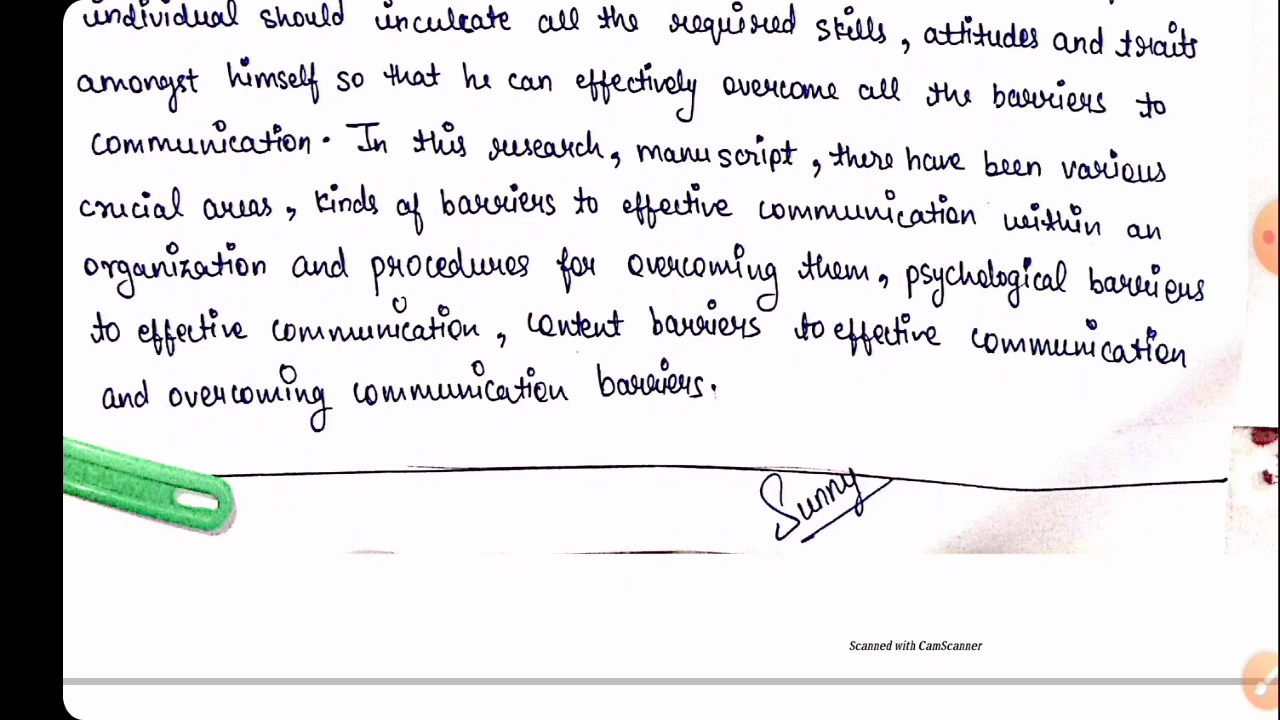 individual should inculcate all the required skills, attitudes and traits
amongst himself so that he can effectively overcome all the barriers to
communication. In this research, manuscript, there have been various
crucial areas, kinds of barriers to effective communication within an
organization and procedures for overcoming them, psychological barriers
to effective communication, content barriers to effective communication
and overcoming communication barriers.
Sunny
Scanned with CamScanner